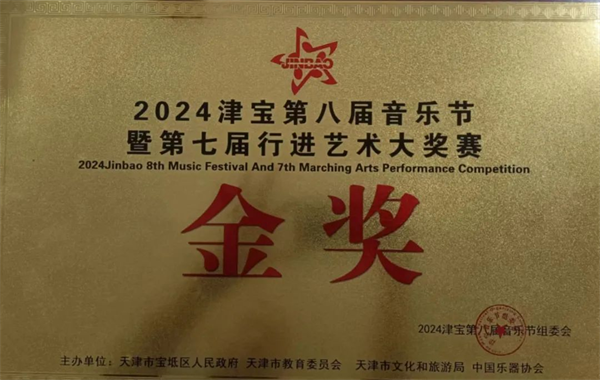 JINBAO
2024津宝第八届音乐节
暨第七届行进艺术大奖赛
2024Jinbao 8th Music Festival And 7th Marching Arts Performance Competition
金奖
2024津宝第八届音乐节组委会
主办单位：天津市宝坻区人民政府 天津市教育委员会 天津市文化和旅游局 中国乐器协会